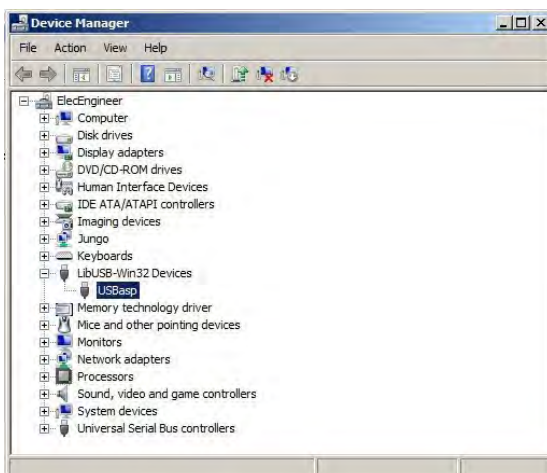 Device Manager
File Action View Help
ElecEngineer
Computer
Disk drives
Display adapters
DVD/CD-ROM drives
Human Interface Devices
IDE ATA/ATAPI controllers
Imaging devices
Jungo
Keyboards
LibUSB-Win32 Devices
USBasp
Memory technology driver
Mice and other pointing devices
Monitors
Network adapters
Processors
Sound, video and game controllers
System devices
Universal Serial Bus controllers